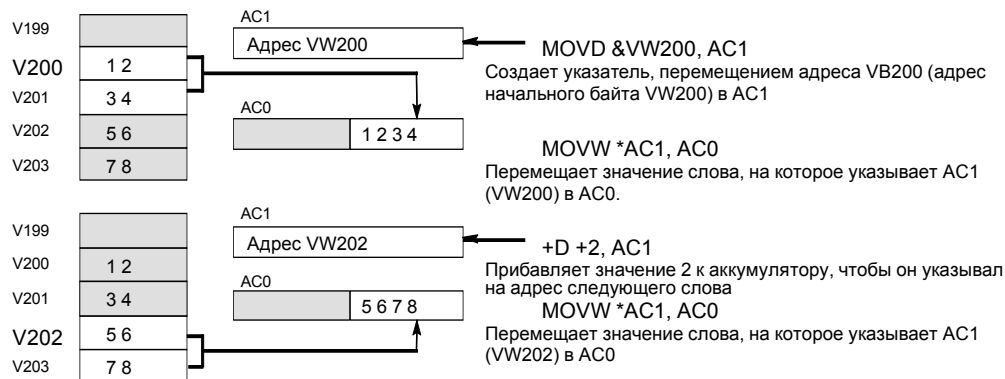 AC1
V199
Адрес VW200
MOVD &VW200, AC1
V200
1 2
Создает указатель, перемещением адреса VB200 (адрес
начального байта VW200) в AC1
V201
3 4
AC0
V202
5 6
1 2 3 4
MOVW *AC1, AC0
V203
7 8
Перемещает значение слова, на которое указывает AC1
(VW200) в AC0.
AC1
V199
Адрес VW202
+D +2, AC1
V200
1 2
Прибавляет значение 2 к аккумулятору, чтобы он указывал
на адрес следующего слова
AC0
V201
3 4
5 6 7 8
MOVW *AC1, AC0
V202
5 6
Перемещает значение слова, на которое указывает AC1
(VW202) в AC0
V203
7 8